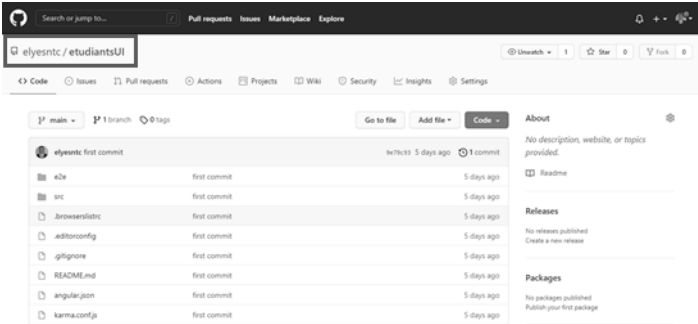 Search or jump to... /
Pull requests Issues Marketplace Explore
elyesntc / etudiantsUI
Unwatch 1 Star 0 Fork 0
Code Issues Pull requests Actions Projects Wiki Security Insights Settings
main 1 branch 0 tags Go to file Add file Code
elyesntc first commit 5 days ago 1 commit
e2e first commit 5 days ago
src first commit 5 days ago
.browserslistrc first commit 5 days ago
.editorconfig first commit 5 days ago
.gitignore first commit 5 days ago
README.md first commit 5 days ago
angular.json first commit 5 days ago
karma.conf.js first commit 5 days ago
About
No description, website, or topics
provided.
Readme
Releases
No releases published
Create a new release
Packages
No packages published
Publish your first package